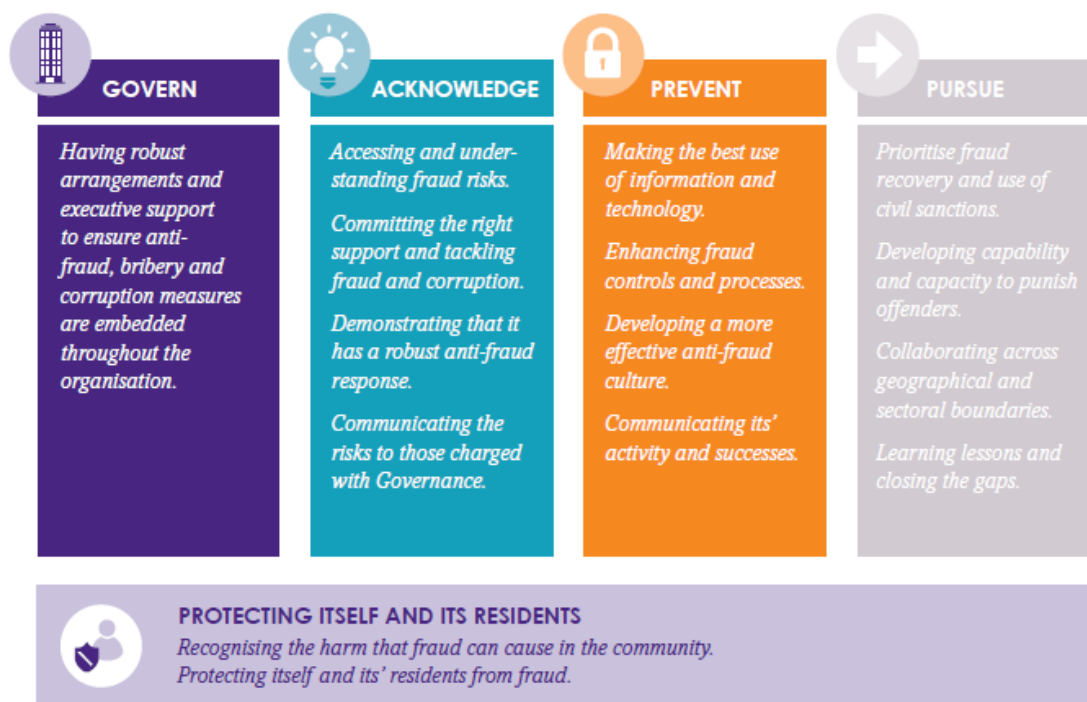 GOVERN
Having robust
arrangements and
executive support
to ensure anti-
fraud, bribery and
corruption measures
are embedded
throughout the
organisation.
ACKNOWLEDGE
Accessing and under-
standing fraud risks.
Committing the right
support and tackling
fraud and corruption.
Demonstrating that it
has a robust anti-fraud
response.
Communicating the
risks to those charged
with Governance.
PREVENT
Making the best use
of information and
technology.
Enhancing fraud
controls and processes.
Developing a more
effective anti-fraud
culture.
Communicating its’
activity and successes.
PURSUE
Prioritise fraud
recovery and use of
civil sanctions.
Developing capability
and capacity to punish
offenders.
Collaborating across
geographical and
sectoral boundaries.
Learning lessons and
closing the gaps.
PROTECTING ITSELF AND ITS RESIDENTS
Recognising the harm that fraud can cause in the community.
Protecting itself and its’ residents from fraud.